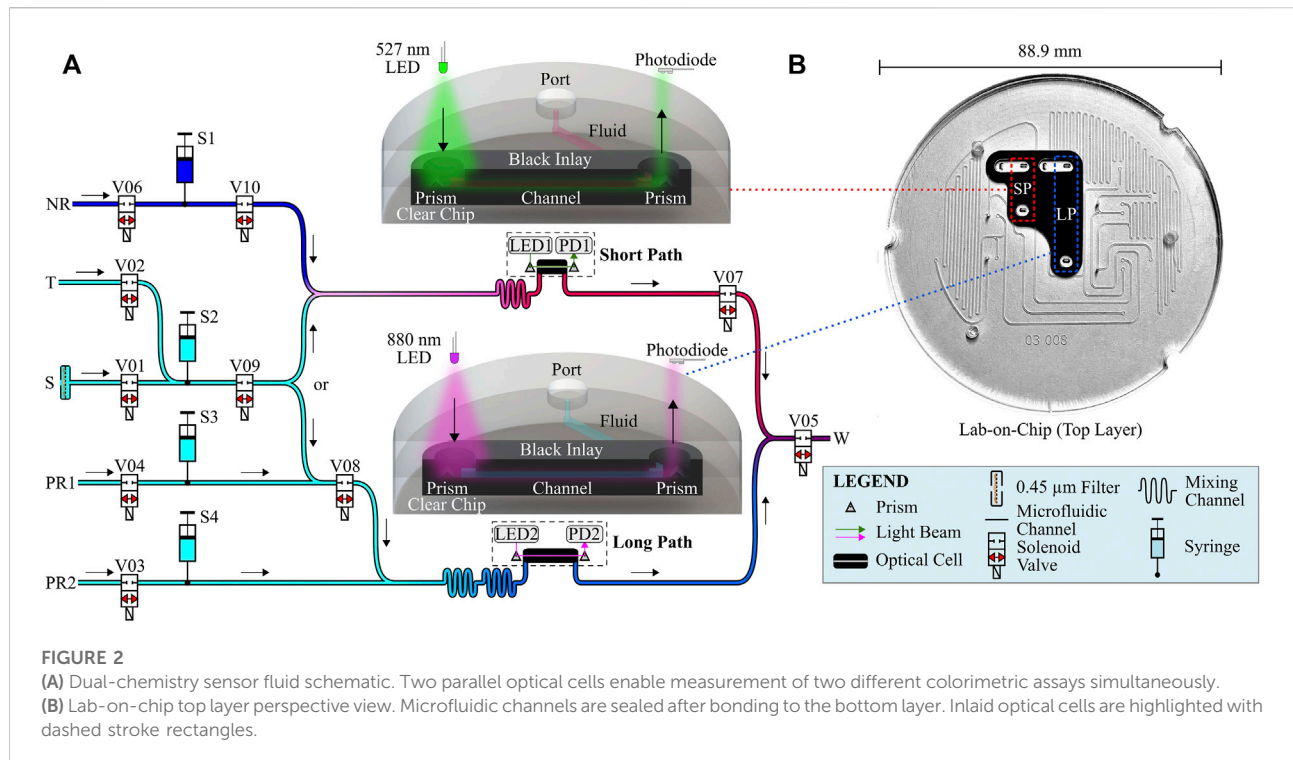 A
527 nm
LED
Photodiode
Port
Fluid
Black Inlay
Prism
Channel
Prism
Clear Chip
B
88.9 mm
SP
LP
03 008
Lab-on-Chip (Top Layer)
S1
V06
V10
NR
V02
T
S2
V01
V09
S
or
S3
V04
V08
PR1
S4
V03
PR2
LED1
PD1
Short Path
V07
880 nm
LED
Photodiode
Port
Fluid
Black Inlay
Prism
Channel
Prism
Clear Chip
LED2
PD2
Long Path
V05
W
LEGEND
Prism
Light Beam
Optical Cell
0.45 µm Filter
Microfluidic
Channel
Solenoid
Valve
Mixing
Channel
Syringe
FIGURE 2
(A) Dual-chemistry sensor fluid schematic. Two parallel optical cells enable measurement of two different colorimetric assays simultaneously.
(B) Lab-on-chip top layer perspective view. Microfluidic channels are sealed after bonding to the bottom layer. Inlaid optical cells are highlighted with
dashed stroke rectangles.